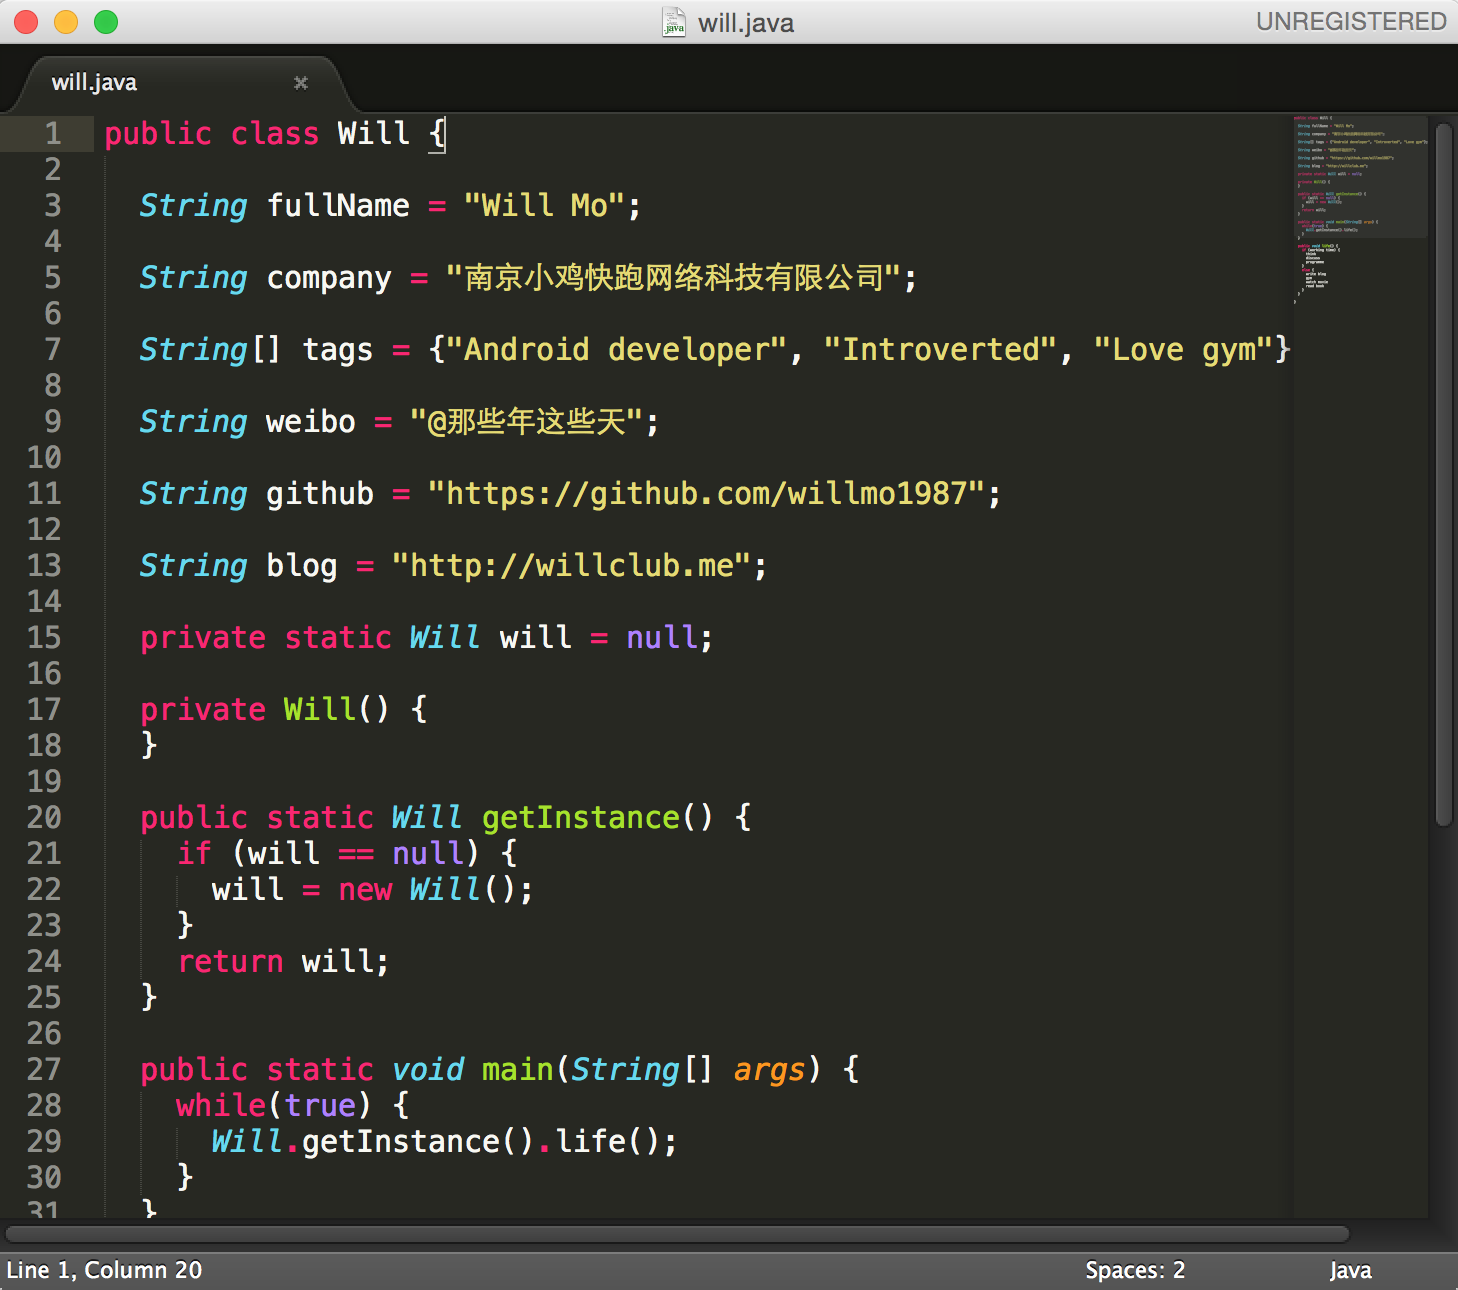 will.java
UNREGISTERED
will.java
1 public class Will {
2
3 String fullName = "Will Mo";
4
5 String company = "南京小鸡快跑网络科技有限公司";
6
7 String[] tags = {"Android developer", "Introverted", "Love gym"}
8
9 String weibo = "@那些年这些天";
10
11 String github = "https://github.com/willmo1987";
12
13 String blog = "http://willclub.me";
14
15 private static Will will = null;
16
17 private Will() {
18 }
19
20 public static Will getInstance() {
21 if (will == null) {
22 will = new Will();
23 }
24 return will;
25 }
26
27 public static void main(String[] args) {
28 while(true) {
29 Will.getInstance().life();
30 }
31 }
Line 1, Column 20
Spaces: 2
Java